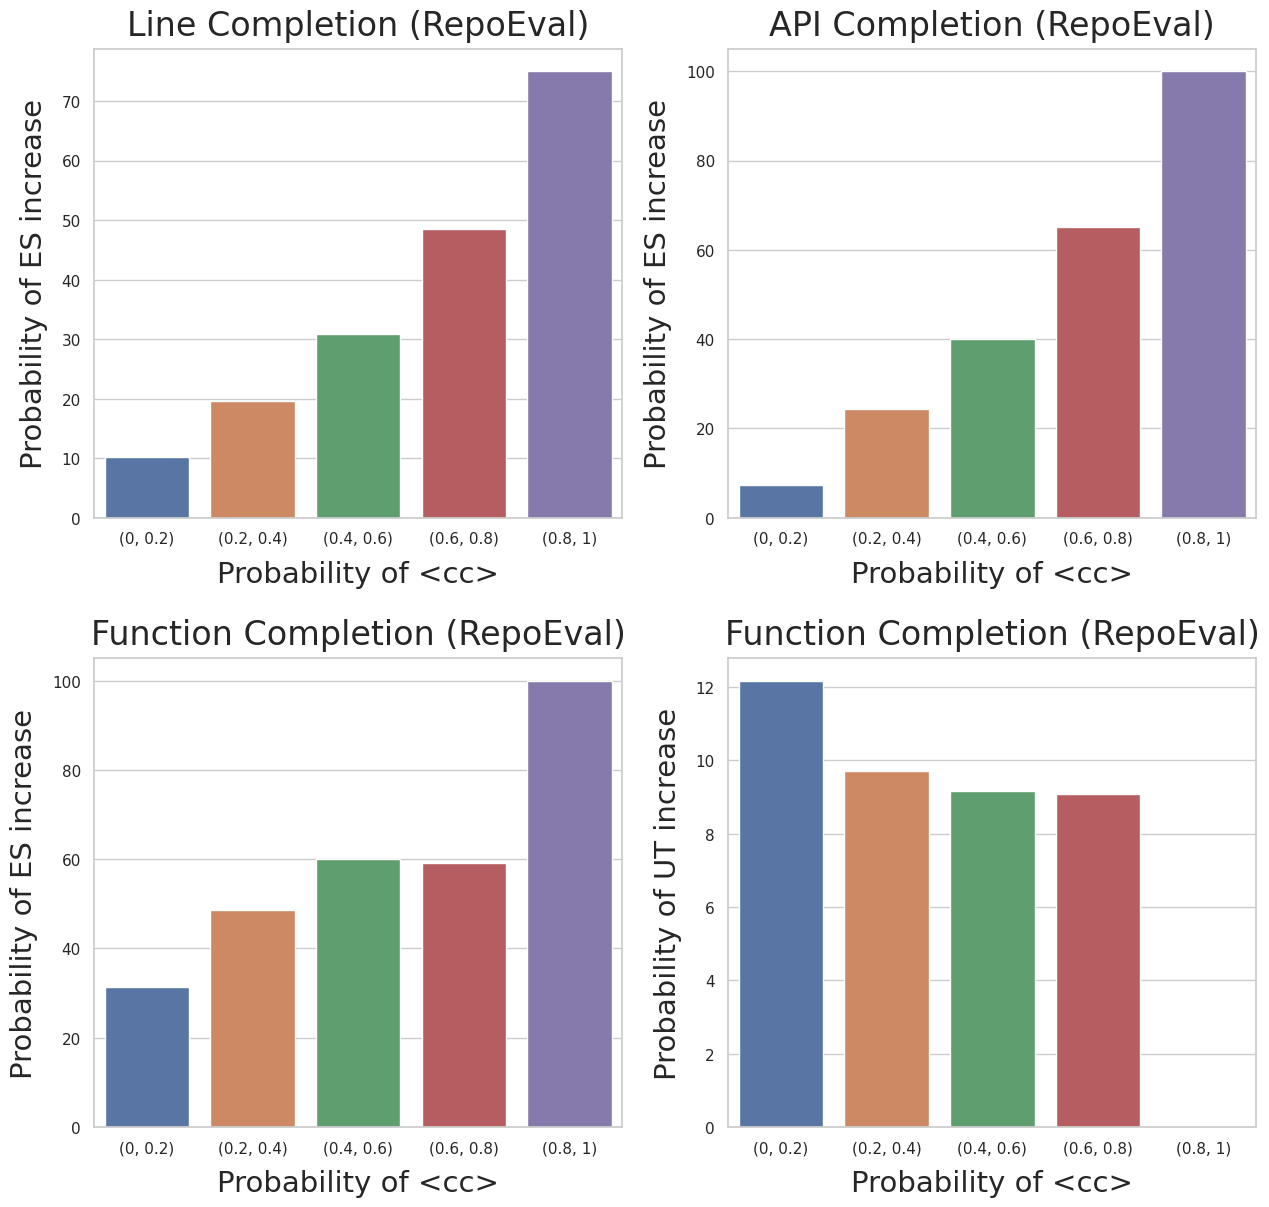 Line Completion (RepoEval)
Probability of ES increase
70
60
50
40
30
20
10
0
(0, 0.2) (0.2, 0.4) (0.4, 0.6) (0.6, 0.8) (0.8, 1)
Probability of <cc>
API Completion (RepoEval)
Probability of ES increase
100
80
60
40
20
0
(0, 0.2) (0.2, 0.4) (0.4, 0.6) (0.6, 0.8) (0.8, 1)
Probability of <cc>
Function Completion (RepoEval)
Probability of ES increase
100
80
60
40
20
0
(0, 0.2) (0.2, 0.4) (0.4, 0.6) (0.6, 0.8) (0.8, 1)
Probability of <cc>
Function Completion (RepoEval)
Probability of UT increase
12
10
8
6
4
2
0
(0, 0.2) (0.2, 0.4) (0.4, 0.6) (0.6, 0.8) (0.8, 1)
Probability of <cc>